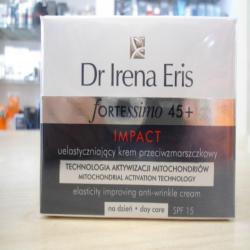 Dr Irena Eris
fortessimo 45+
IMPACT
uelastyczniający krem przeciwzmarszczkowy
TECHNOLOGIA AKTYWIZACJI MITOCHONDRIÓW
MITOCHONDRIAL ACTIVATION TECHNOLOGY
elasticity improving anti-wrinkle cream
na dzień • day care SPF 15